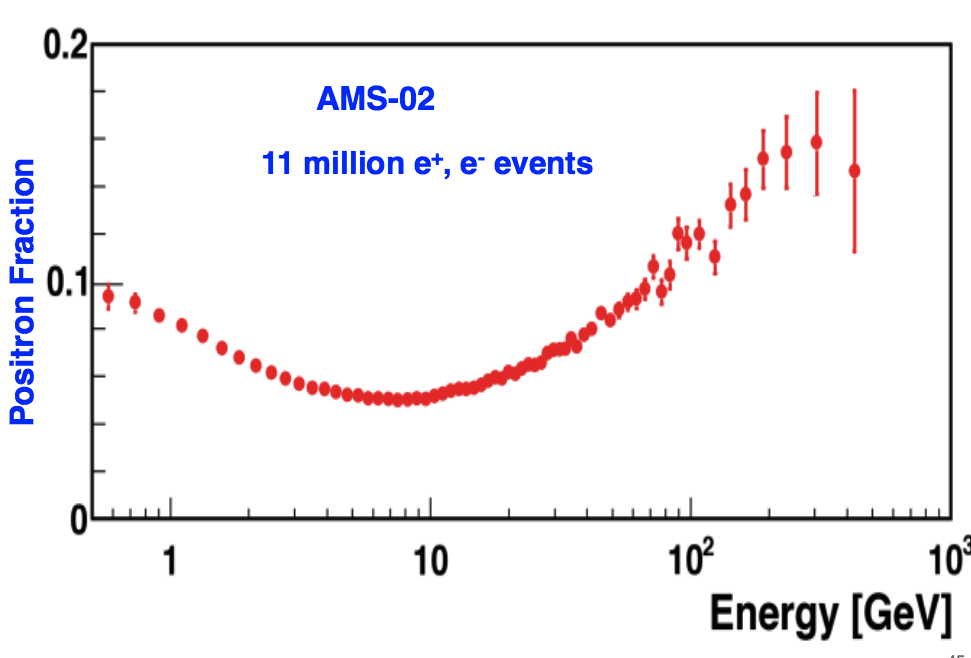 0.2
AMS-02
11 million e⁺, e⁻ events
Positron Fraction
0.1
0
1
10
10²
10³
Energy [GeV]